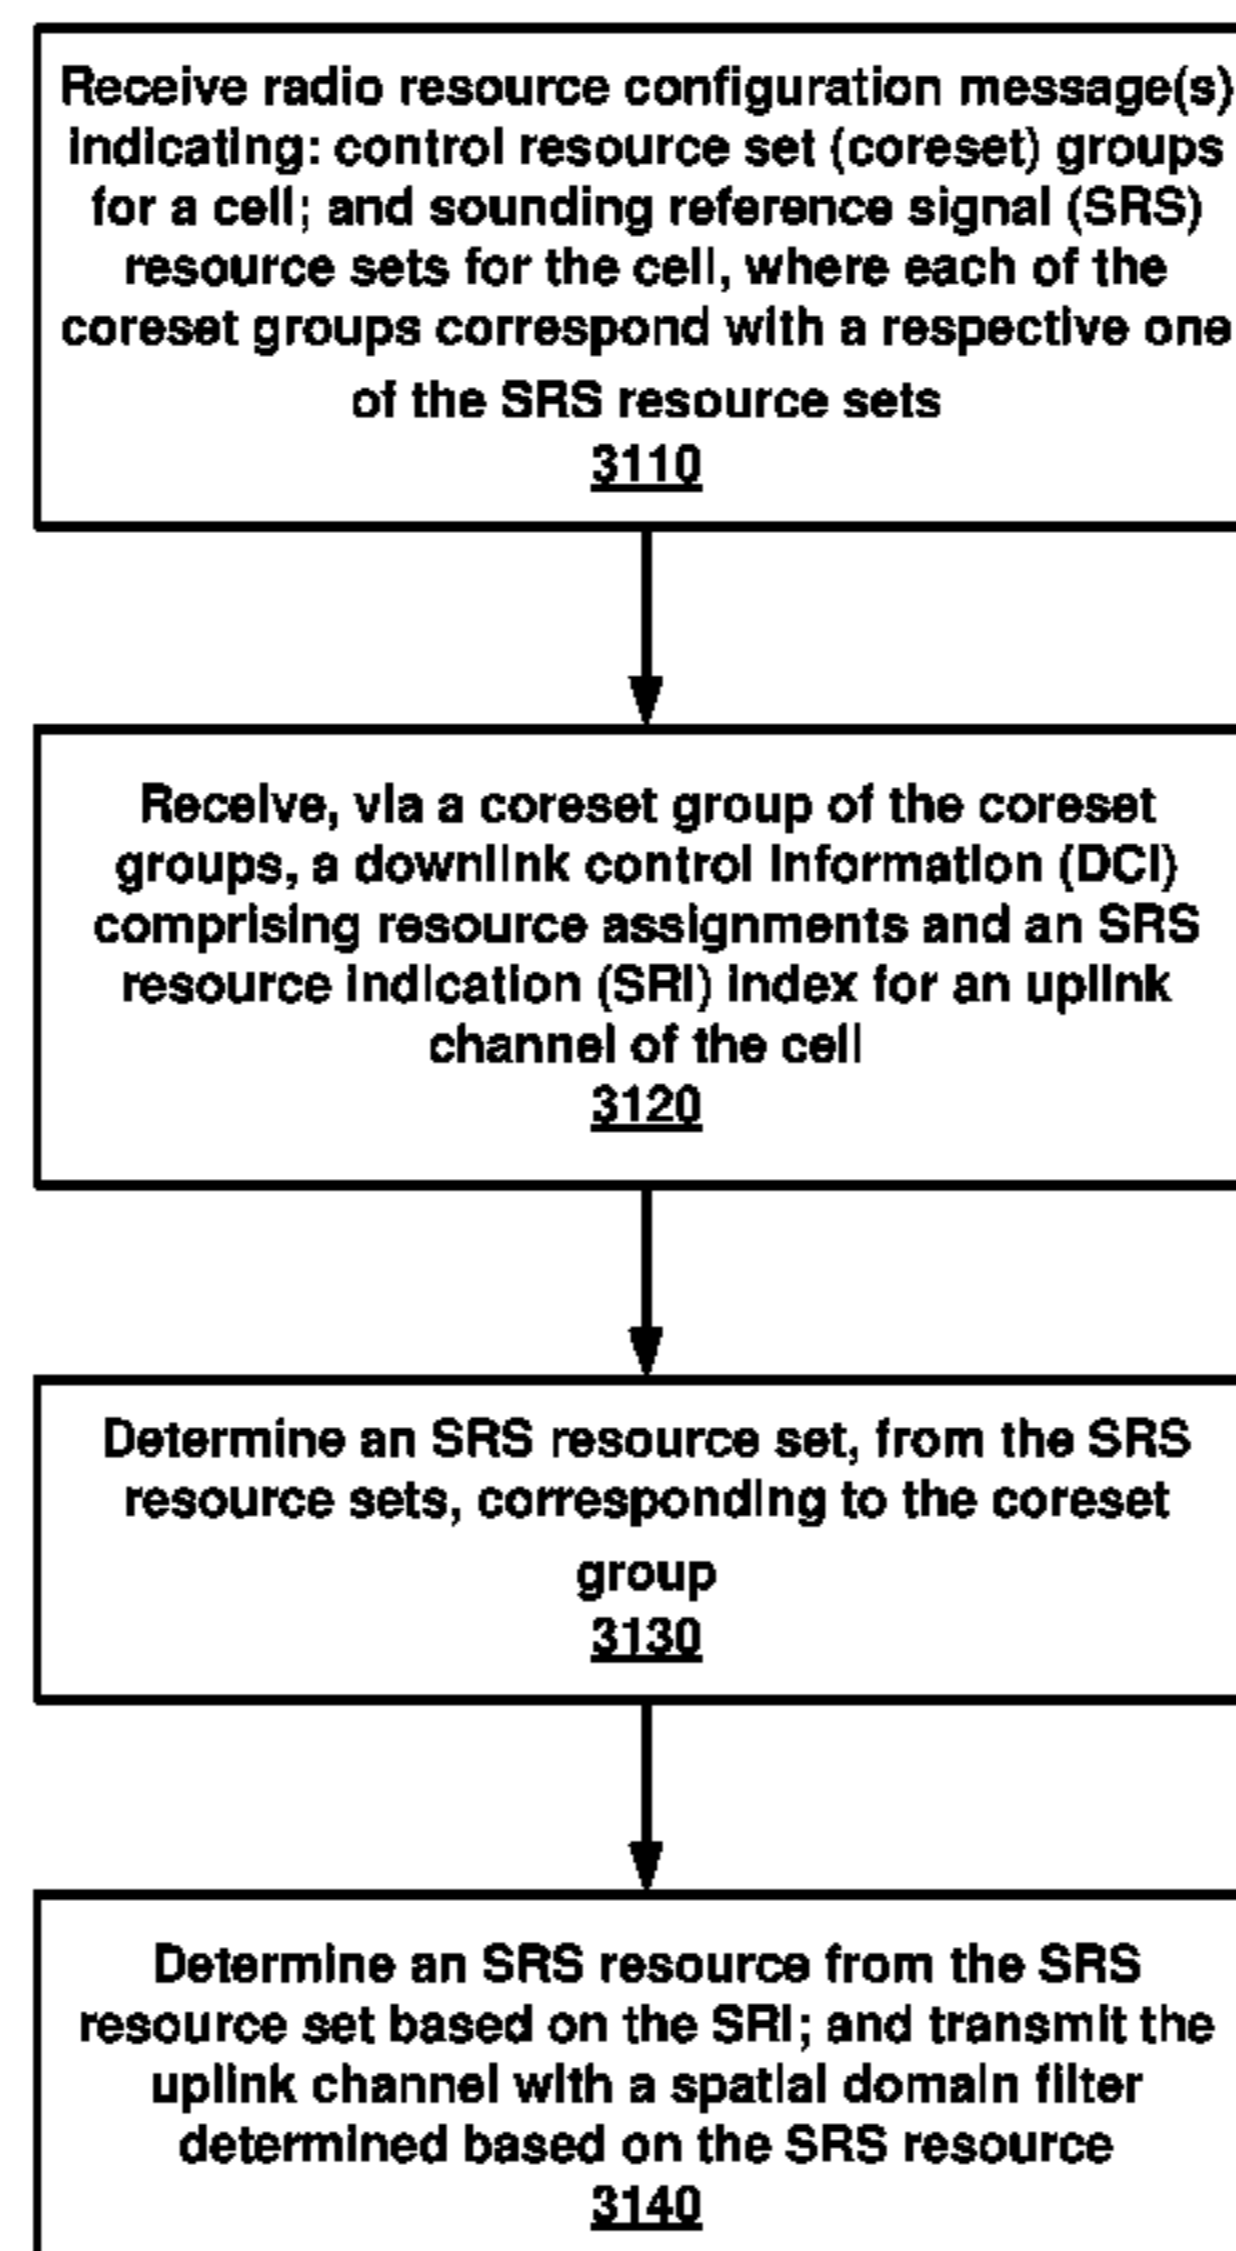 Receive radio resource configuration message(s)
indicating: control resource set (coreset) groups
for a cell; and sounding reference signal (SRS)
resource sets for the cell, where each of the
coreset groups correspond with a respective one
of the SRS resource sets
3110
Receive, via a coreset group of the coreset
groups, a downlink control information (DCI)
comprising resource assignments and an SRS
resource indication (SRI) index for an uplink
channel of the cell
3120
Determine an SRS resource set, from the SRS
resource sets, corresponding to the coreset
group
3130
Determine an SRS resource from the SRS
resource set based on the SRI; and transmit the
uplink channel with a spatial domain filter
determined based on the SRS resource
3140